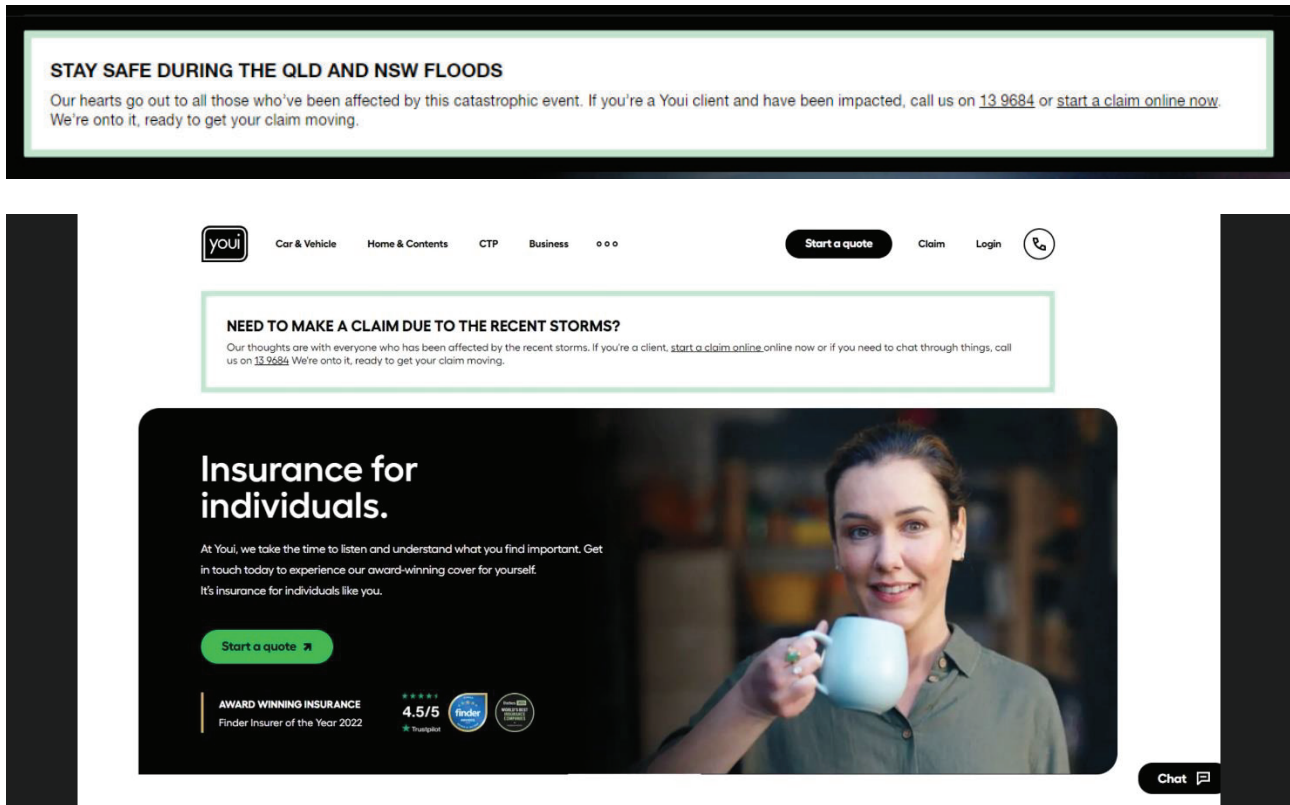 STAY SAFE DURING THE QLD AND NSW FLOODS
Our hearts go out to all those who've been affected by this catastrophic event. If you're a Youi client and have been impacted, call us on 13 9684 or start a claim online now.
We're onto it, ready to get your claim moving.
youi Car & Vehicle Home & Contents CTP Business Start a quote Claim Login
NEED TO MAKE A CLAIM DUE TO THE RECENT STORMS?
Our thoughts are with everyone who has been affected by the recent storms. If you're a client, start a claim online online now or if you need to chat through things, call
us on 13 9684 We're onto it, ready to get your claim moving.
Insurance for
individuals.
At Youi, we take the time to listen and understand what you find important. Get
in touch today to experience our award-winning cover for yourself.
It's insurance for individuals like you.
Start a quote
AWARD WINNING INSURANCE
Finder Insurer of the Year 2022
4.5/5
Trustpilot
finder
WORLD'S BEST
INSURANCE
COMPANIES
Chat